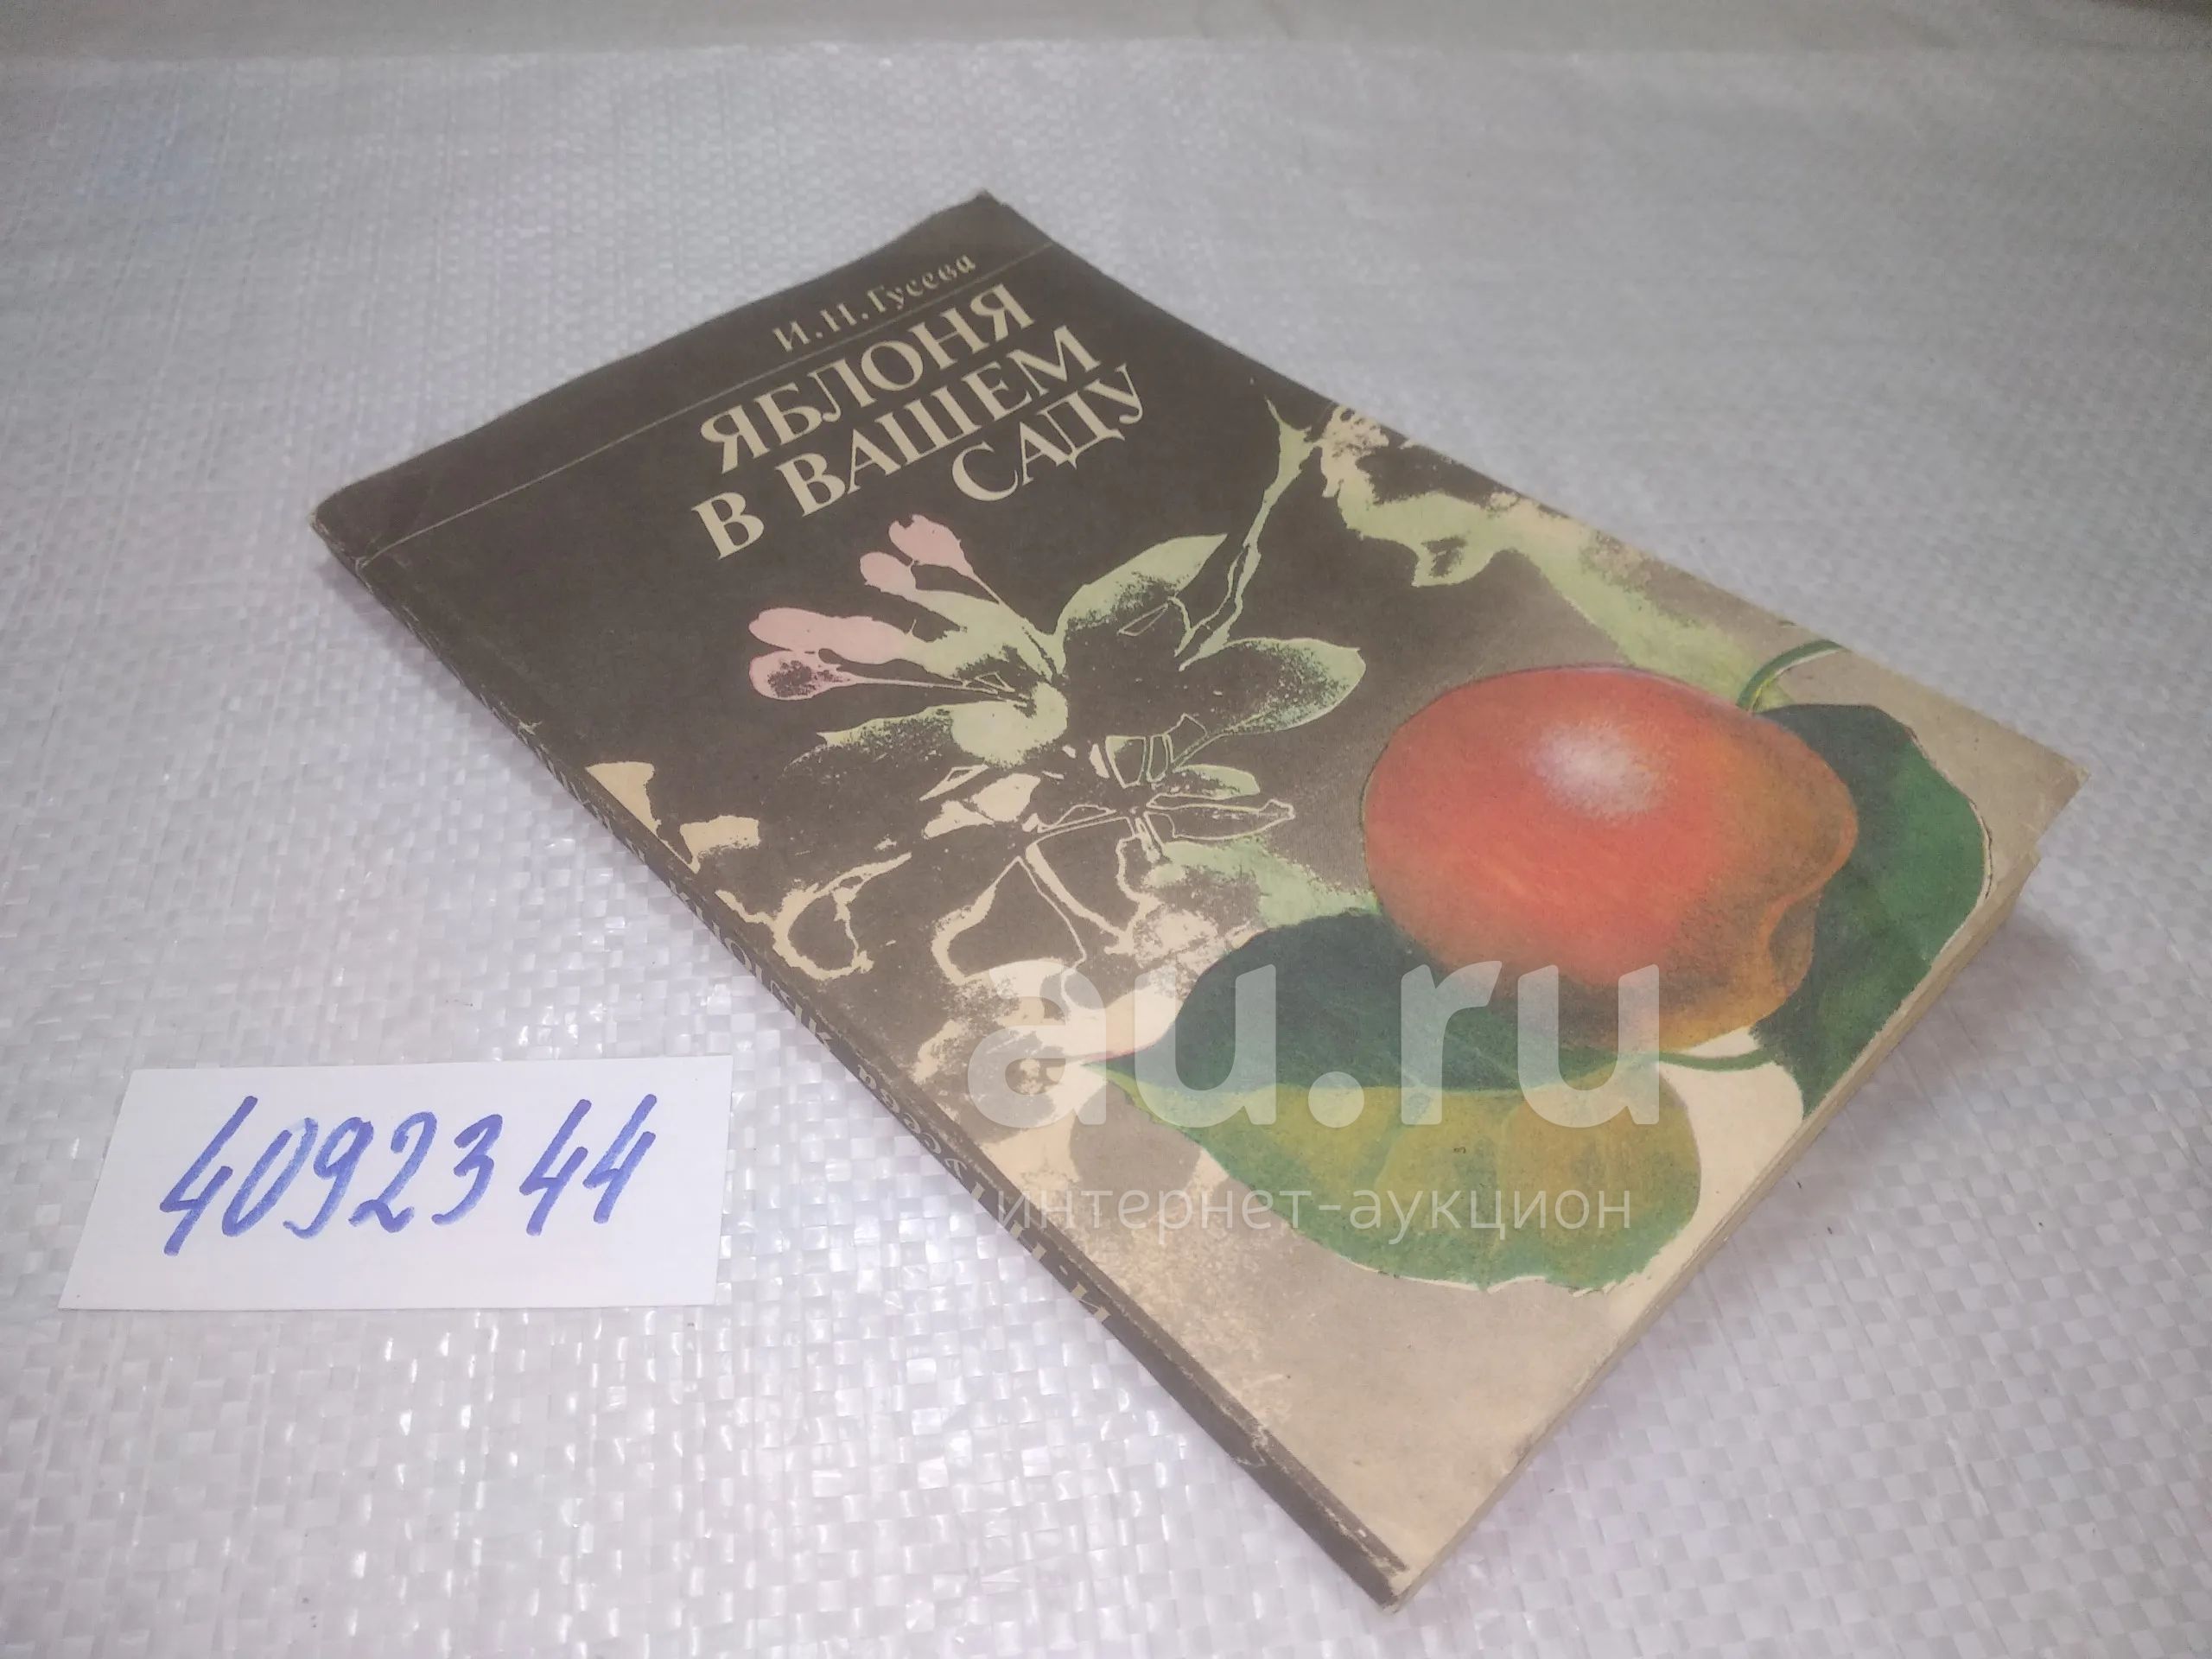 И. Н. Гусева
ЯБЛОНЯ
В ВАШЕМ
САДУ
4092344
au.ru
интернет-аукцион